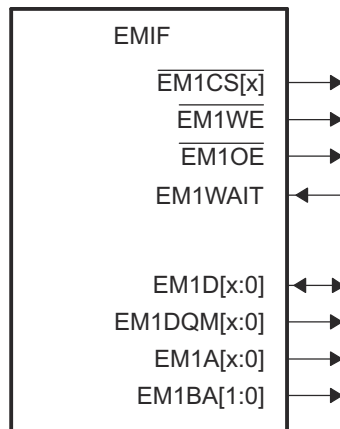 EMIF
EM1CS[x]
EM1WE
EM1OE
EM1WAIT
EM1D[x:0]
EM1DQM[x:0]
EM1A[x:0]
EM1BA[1:0]